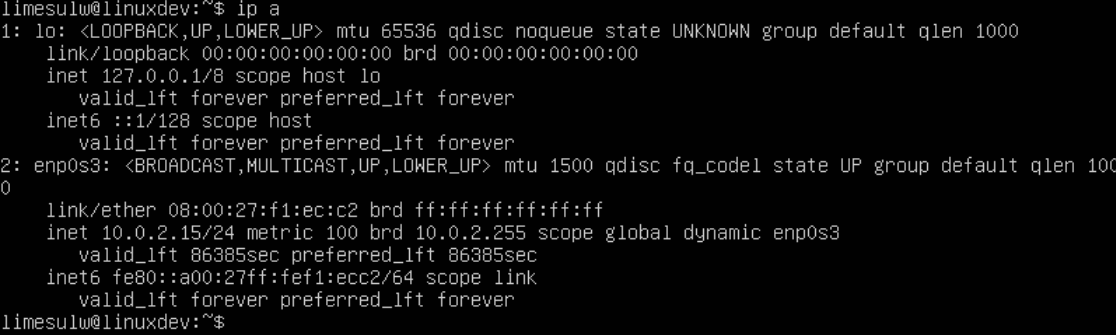 limesulw@linuxdev:~$ ip a
1: lo: <LOOPBACK,UP,LOWER_UP> mtu 65536 qdisc noqueue state UNKNOWN group default qlen 1000
    link/loopback 00:00:00:00:00:00 brd 00:00:00:00:00:00
    inet 127.0.0.1/8 scope host lo
       valid_lft forever preferred_lft forever
    inet6 ::1/128 scope host
       valid_lft forever preferred_lft forever
2: enp0s3: <BROADCAST,MULTICAST,UP,LOWER_UP> mtu 1500 qdisc fq_codel state UP group default qlen 100
0
    link/ether 08:00:27:f1:ec:c2 brd ff:ff:ff:ff:ff:ff
    inet 10.0.2.15/24 metric 100 brd 10.0.2.255 scope global dynamic enp0s3
       valid_lft 86385sec preferred_lft 86385sec
    inet6 fe80::a00:27ff:fef1:ecc2/64 scope link
       valid_lft forever preferred_lft forever
limesulw@linuxdev:~$